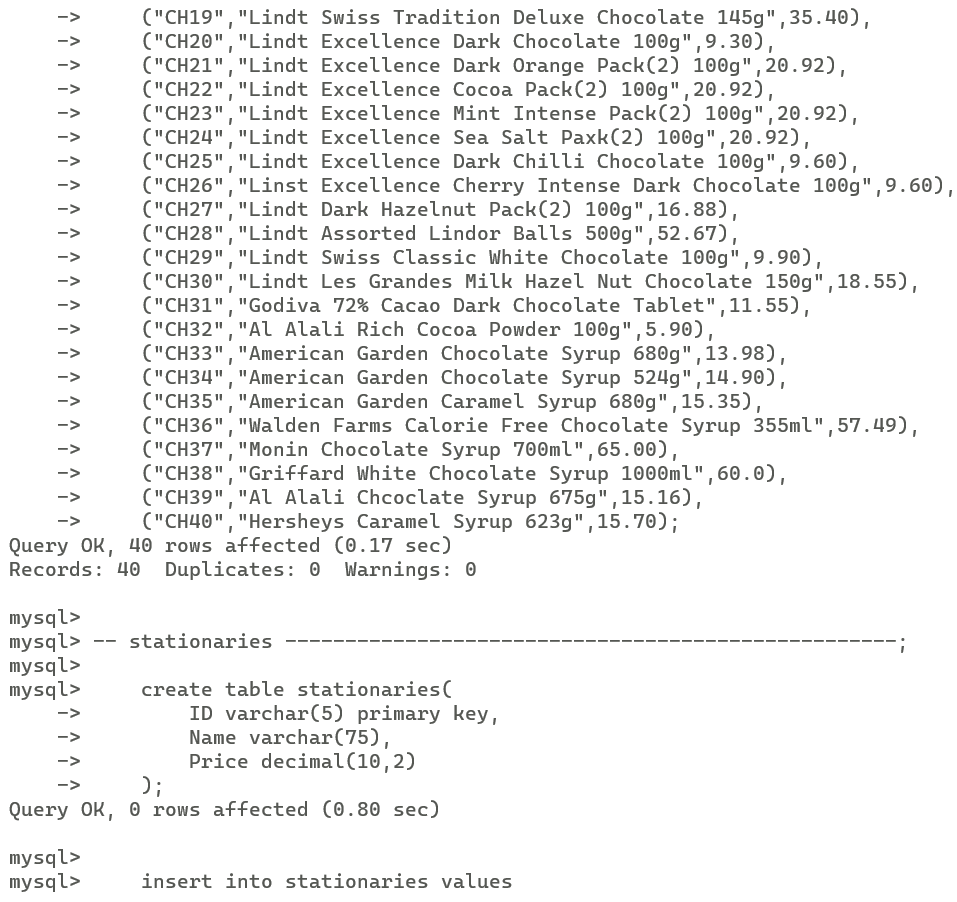 ->     ("CH19","Lindt Swiss Tradition Deluxe Chocolate 145g",35.40),
    ->     ("CH20","Lindt Excellence Dark Chocolate 100g",9.30),
    ->     ("CH21","Lindt Excellence Dark Orange Pack(2) 100g",20.92),
    ->     ("CH22","Lindt Excellence Cocoa Pack(2) 100g",20.92),
    ->     ("CH23","Lindt Excellence Mint Intense Pack(2) 100g",20.92),
    ->     ("CH24","Lindt Excellence Sea Salt Paxk(2) 100g",20.92),
    ->     ("CH25","Lindt Excellence Dark Chilli Chocolate 100g",9.60),
    ->     ("CH26","Linst Excellence Cherry Intense Dark Chocolate 100g",9.60),
    ->     ("CH27","Lindt Dark Hazelnut Pack(2) 100g",16.88),
    ->     ("CH28","Lindt Assorted Lindor Balls 500g",52.67),
    ->     ("CH29","Lindt Swiss Classic White Chocolate 100g",9.90),
    ->     ("CH30","Lindt Les Grandes Milk Hazel Nut Chocolate 150g",18.55),
    ->     ("CH31","Godiva 72% Cacao Dark Chocolate Tablet",11.55),
    ->     ("CH32","Al Alali Rich Cocoa Powder 100g",5.90),
    ->     ("CH33","American Garden Chocolate Syrup 680g",13.98),
    ->     ("CH34","American Garden Chocolate Syrup 524g",14.90),
    ->     ("CH35","American Garden Caramel Syrup 680g",15.35),
    ->     ("CH36","Walden Farms Calorie Free Chocolate Syrup 355ml",57.49),
    ->     ("CH37","Monin Chocolate Syrup 700ml",65.00),
    ->     ("CH38","Griffard White Chocolate Syrup 1000ml",60.0),
    ->     ("CH39","Al Alali Chcoclate Syrup 675g",15.16),
    ->     ("CH40","Hersheys Caramel Syrup 623g",15.70);
Query OK, 40 rows affected (0.17 sec)
Records: 40  Duplicates: 0  Warnings: 0

mysql>
mysql> -- stationaries ---------------------------------------------------;
mysql>
mysql>     create table stationaries(
    ->         ID varchar(5) primary key,
    ->         Name varchar(75),
    ->         Price decimal(10,2)
    ->     );
Query OK, 0 rows affected (0.80 sec)

mysql>
mysql>     insert into stationaries values